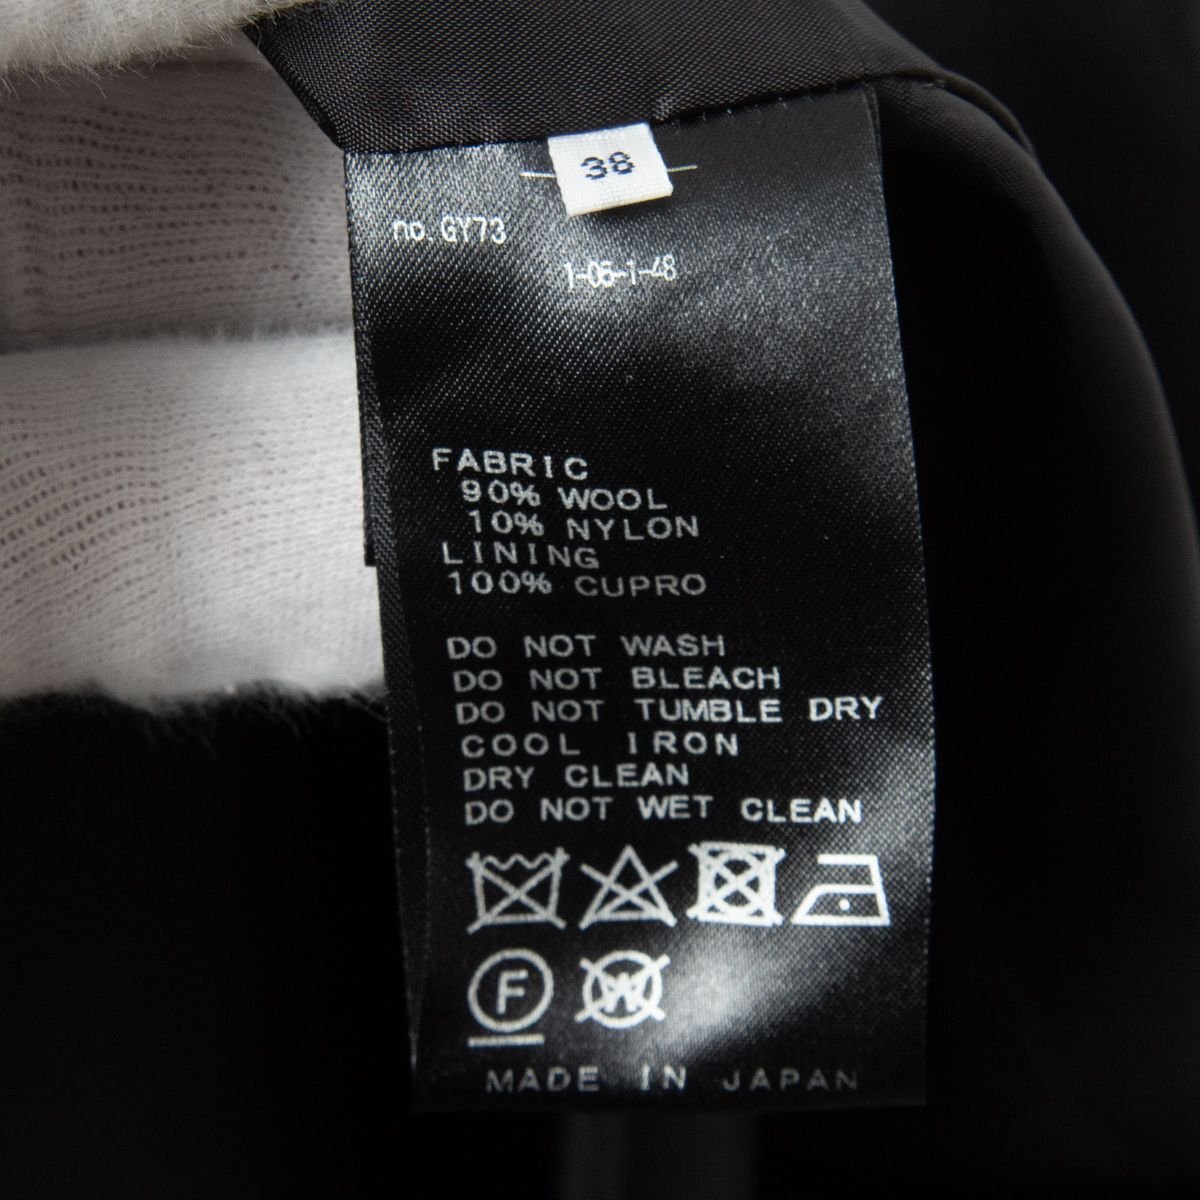 38
no. GY73
1-05-1-48
FABRIC
90% WOOL
10% NYLON
LINING
100% CUPRO
DO NOT WASH
DO NOT BLEACH
DO NOT TUMBLE DRY
COOL IRON
DRY CLEAN
DO NOT WET CLEAN
F W
MADE IN JAPAN